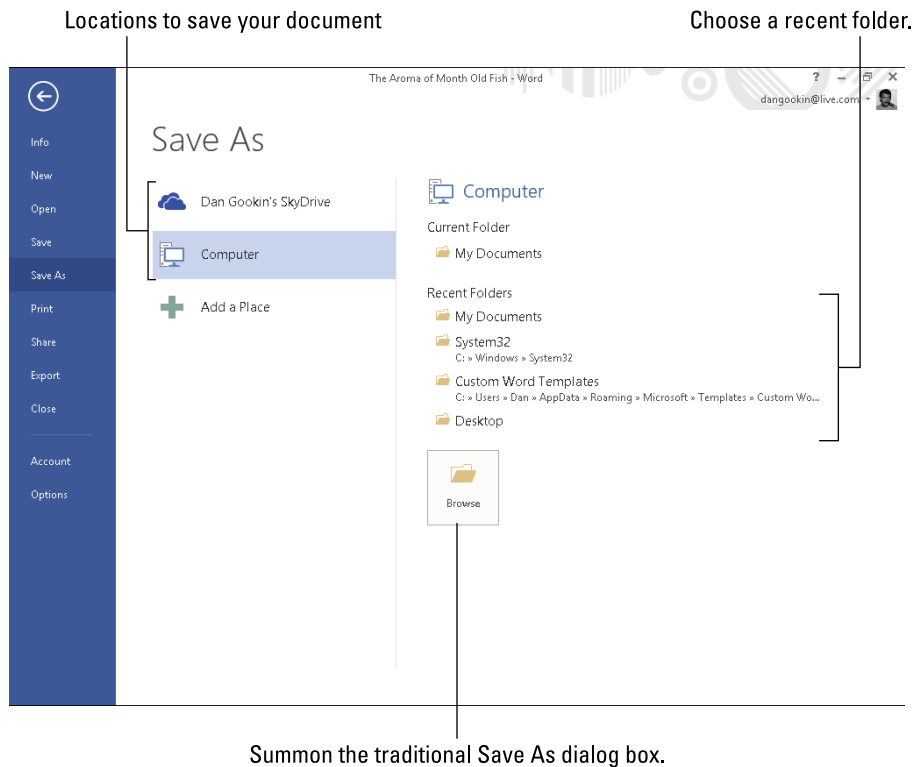 Locations to save your document
Choose a recent folder.
The Aroma of Month Old Fish - Word
?
dangookin@live.com
Info
New
Open
Save
Save As
Print
Share
Export
Close
Account
Options
Save As
Dan Gookin's SkyDrive
Computer
Add a Place
Computer
Current Folder
My Documents
Recent Folders
My Documents
System32
C: » Windows » System32
Custom Word Templates
C: » Users » Dan » AppData » Roaming » Microsoft » Templates » Custom Wo...
Desktop
Browse
Summon the traditional Save As dialog box.